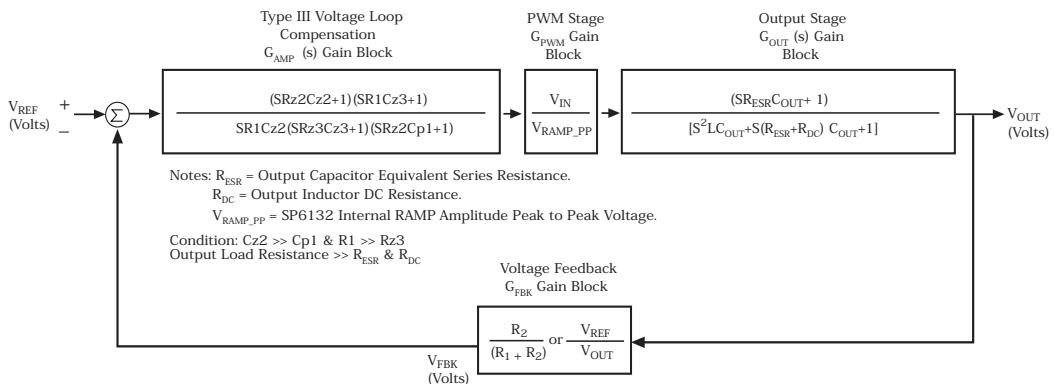 Type III Voltage Loop
Compensation
G_AMP (s) Gain Block
PWM Stage
G_PWM Gain
Block
Output Stage
G_OUT (s) Gain
Block
V_REF
(Volts)
+
−
Σ
(SRz2Cz2+1)(SR1Cz3+1)
SR1Cz2(SRz3Cz3+1)(SRz2Cp1+1)
V_IN
V_RAMP_PP
(SR_ESRC_OUT+ 1)
[S^2LC_OUT+S(R_ESR+R_DC) C_OUT+1]
V_OUT
(Volts)
Notes: R_ESR = Output Capacitor Equivalent Series Resistance.
R_DC = Output Inductor DC Resistance.
V_RAMP_PP = SP6132 Internal RAMP Amplitude Peak to Peak Voltage.
Condition: Cz2 >> Cp1 & R1 >> Rz3
Output Load Resistance >> R_ESR & R_DC
Voltage Feedback
G_FBK Gain Block
R_2
(R_1 + R_2)
or
V_REF
V_OUT
V_FBK
(Volts)